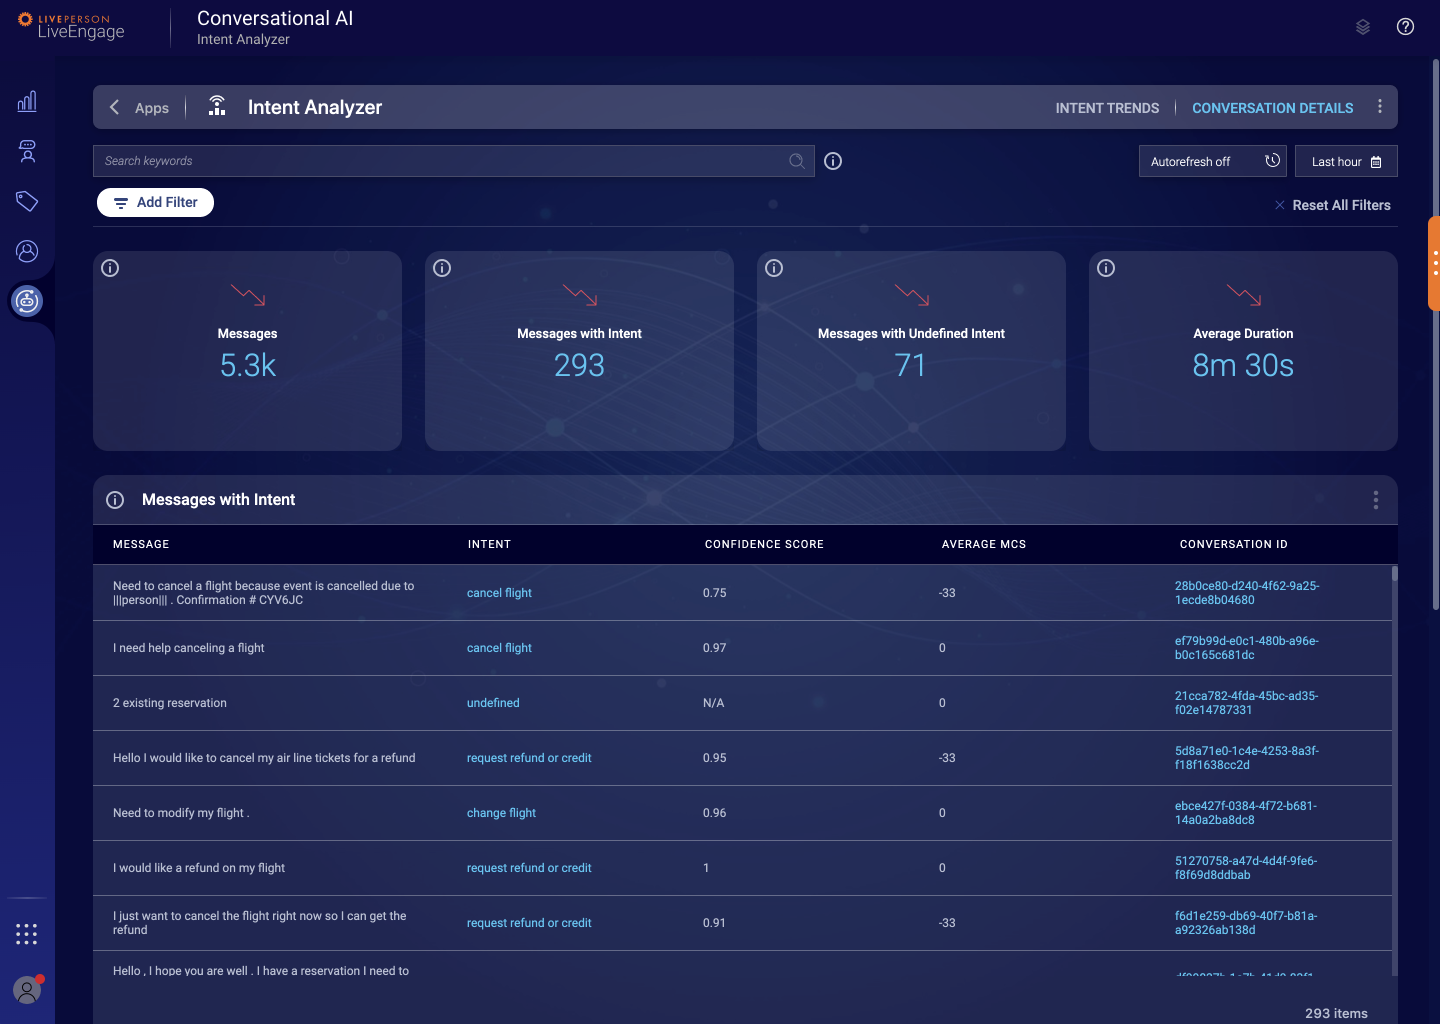 LIVEPERSON
LiveEngage
Conversational AI
Intent Analyzer
Apps
Intent Analyzer
INTENT TRENDS
CONVERSATION DETAILS
Search keywords
Autorefresh off
Last hour
Add Filter
Reset All Filters
Messages
5.3k
Messages with Intent
293
Messages with Undefined Intent
71
Average Duration
8m 30s
Messages with Intent
MESSAGE INTENT CONFIDENCE SCORE AVERAGE MCS CONVERSATION ID
Need to cancel a flight because event is cancelled due to
|||person||| . Confirmation # CYV6JC
cancel flight
0.75
-33
28b0ce80-d240-4f62-9a25-
1ecde8b04680
I need help canceling a flight
cancel flight
0.97
0
ef79b99d-e0c1-480b-a96e-
b0c165c681dc
2 existing reservation
undefined
N/A
0
21cca782-4fda-45bc-ad35-
f02e14787331
Hello I would like to cancel my air line tickets for a refund
request refund or credit
0.95
-33
5d8a71e0-1c4e-4253-8a3f-
f18f1638cc2d
Need to modify my flight .
change flight
0.96
0
ebce427f-0384-4f72-b681-
14a0a2ba8dc8
I would like a refund on my flight
request refund or credit
1
0
51270758-a47d-4d4f-9fe6-
f8f69d8ddbab
I just want to cancel the flight right now so I can get the
refund
request refund or credit
0.91
-33
f6d1e259-db69-40f7-b81a-
a92326ab138d
Hello , I hope you are well . I have a reservation I need to
293 items